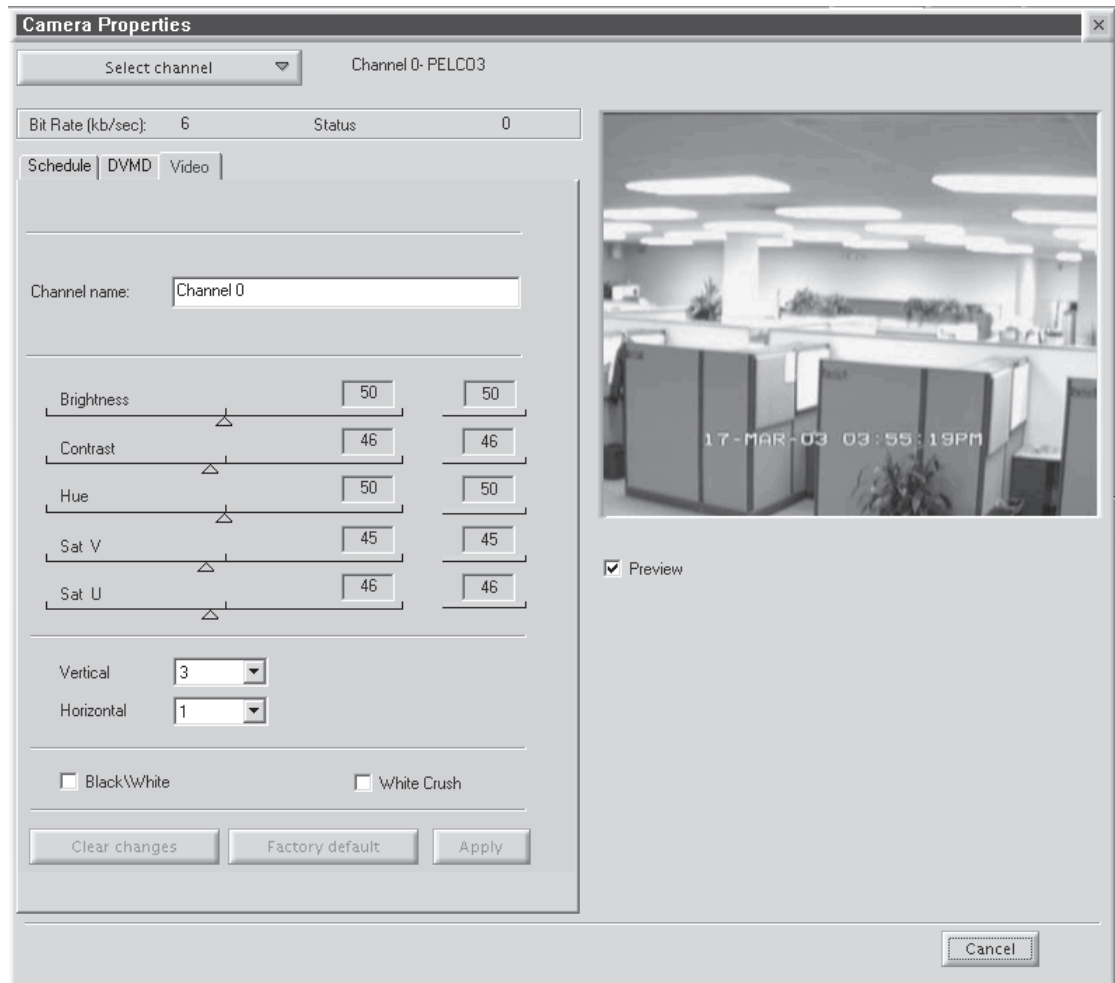 Camera Properties
Select channel
Channel 0- PELCO3
Bit Rate (kb/sec): 6 Status 0
Schedule DVMD Video
Channel name: Channel 0
Brightness 50 50
Contrast 46 46
Hue 50 50
Sat V 45 45
Sat U 46 46
Vertical 3
Horizontal 1
Black\White White Crush
Clear changes Factory default Apply
17-MAR-03 03:55:19PM
Preview
Cancel